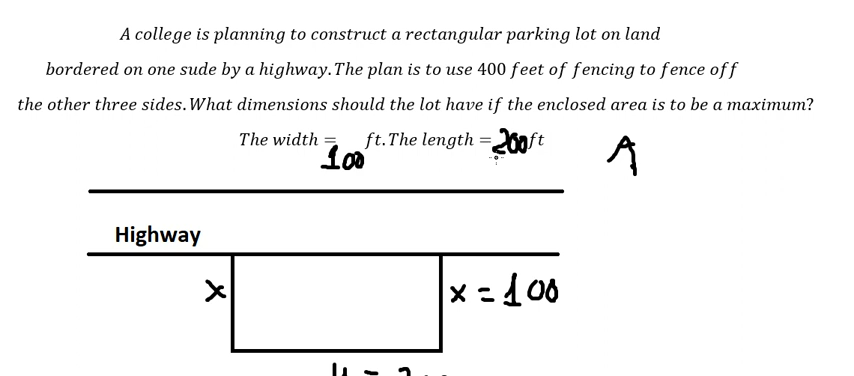 A college is planning to construct a rectangular parking lot on land
bordered on one sude by a highway. The plan is to use 400 feet of fencing to fence off
the other three sides. What dimensions should the lot have if the enclosed area is to be a maximum?
The width = 100 ft. The length = 200 ft
A
Highway
x
x = 100